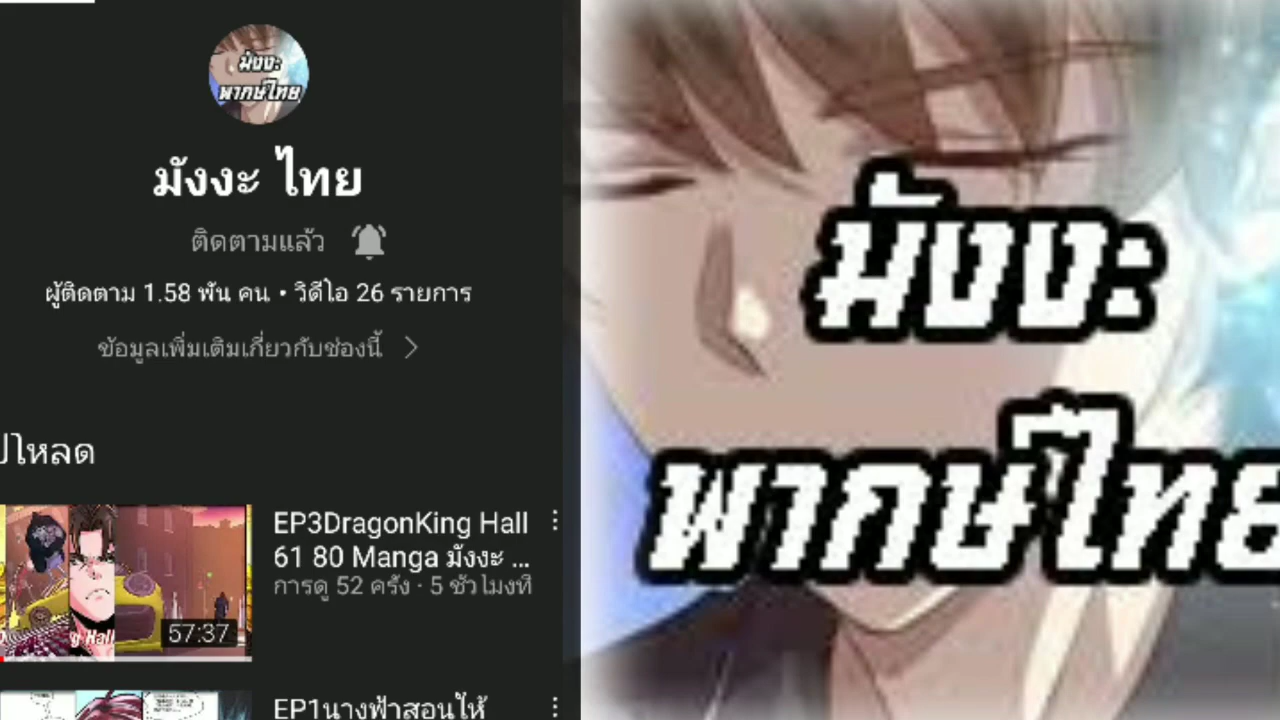 มังงะ
พากษ์ไทย
มังงะ ไทย
ติดตามแล้ว
ผู้ติดตาม 1.58 พัน คน • วิดีโอ 26 รายการ
ข้อมูลเพิ่มเติมเกี่ยวกับช่องนี้
ปโหลด
EP3DragonKing Hall
61 80 Manga มังงะ ...
การดู 52 ครั้ง · 5 ชั่วโมงที่
g Hall
57:37
EP1นางฟ้าสอนให้
มังงะ
พากษ์ไทย